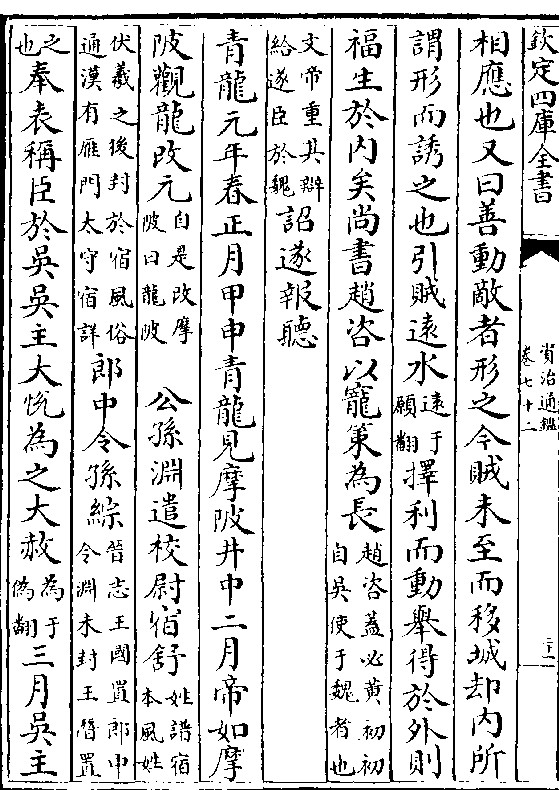 欽定四庫全書
資治通鑑
卷七十二
二十一
相應也又曰善動敵者形之今賊未至而移城却內所
謂形而誘之也引賊遠水遠于願翻擇利而動舉得於外則
福生於內矣尚書趙咨以寵策為長趙咨蓋必黃初初自吳使于魏者也
文帝重其辯給遂臣於魏詔遂報聽
青龍元年春正月甲申青龍見摩陂井中二月帝如摩
陂觀龍改元自是改摩陂曰龍陂 公孫淵遣校尉宿舒姓譜宿本風姓
伏羲之後封於宿風俗通漢有雁門太守宿詳郎中令孫綜晉志王國置郎中令淵未封王僭置
之也奉表稱臣於吳吳主大悅為之大赦為于偽翻三月吳主